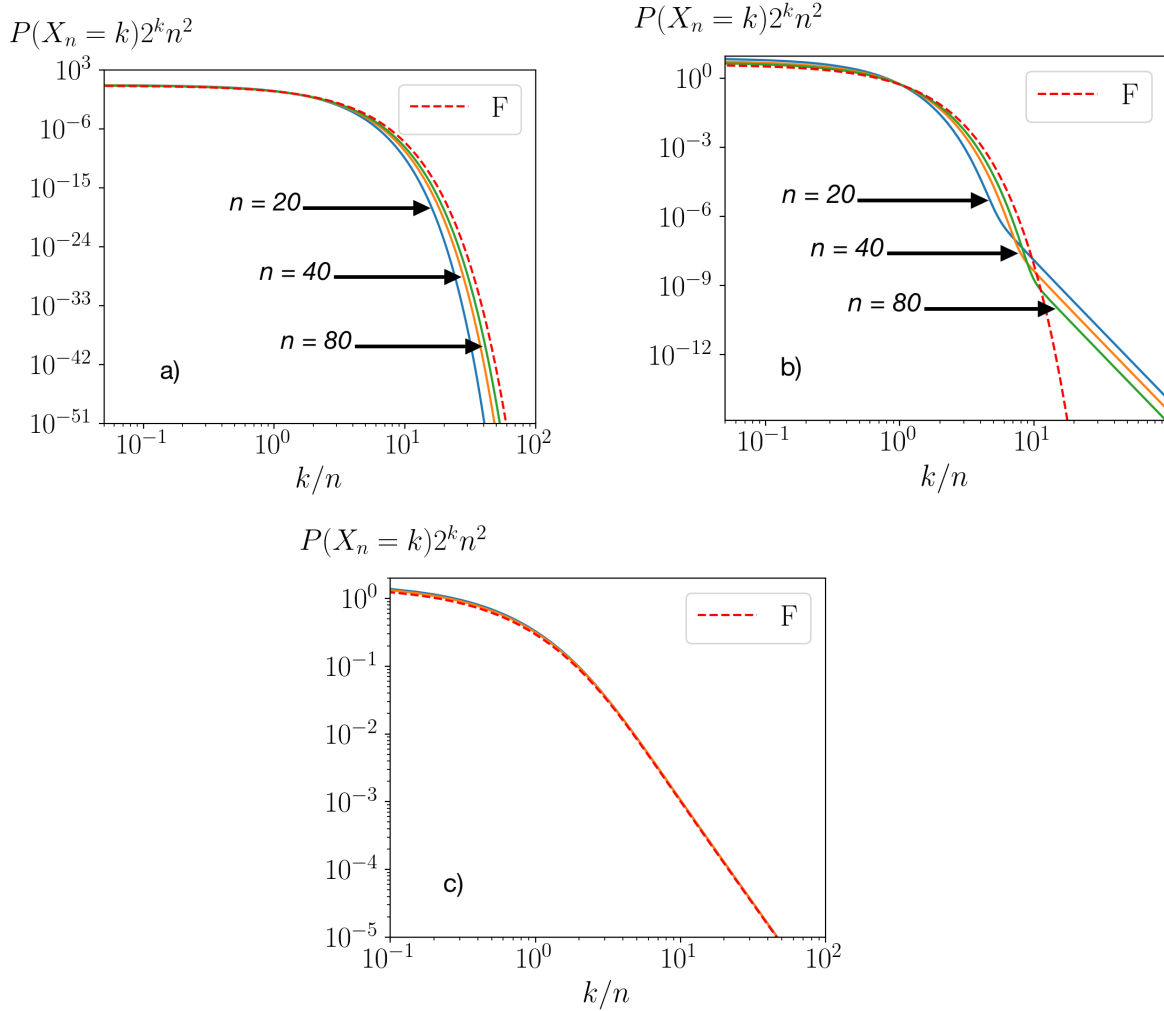 P(X_n = k)2^k n^2
10^3
10^{-6}
10^{-15}
10^{-24}
10^{-33}
10^{-42}
10^{-51}
F
n = 20
n = 40
n = 80
a)
10^{-1}
10^0
10^1
10^2
k/n
P(X_n = k)2^k n^2
10^0
10^{-3}
10^{-6}
10^{-9}
10^{-12}
F
n = 20
n = 40
n = 80
b)
10^{-1}
10^0
10^1
k/n
P(X_n = k)2^k n^2
10^0
10^{-1}
10^{-2}
10^{-3}
10^{-4}
10^{-5}
F
c)
10^{-1}
10^0
10^1
10^2
k/n